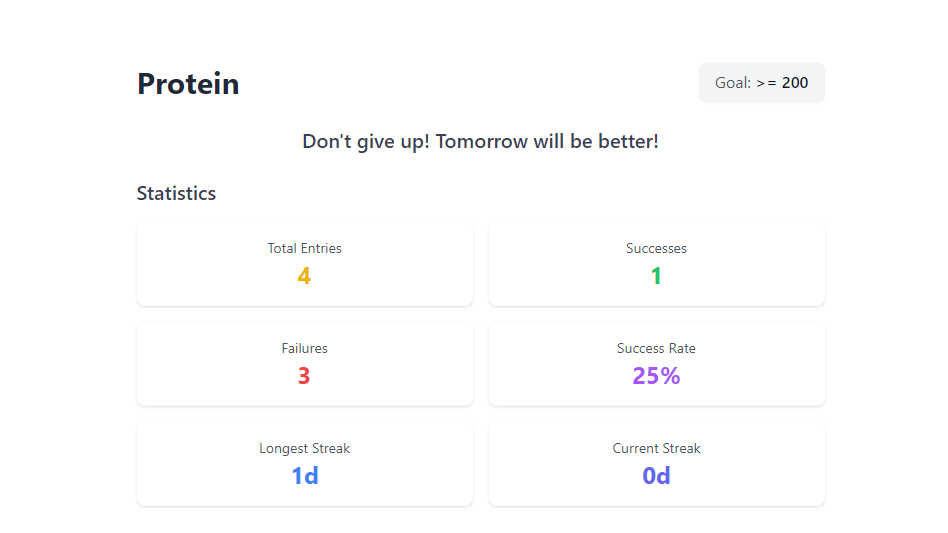 Protein
Goal: >= 200
Don't give up! Tomorrow will be better!
Statistics
Total Entries
4
Successes
1
Failures
3
Success Rate
25%
Longest Streak
1d
Current Streak
0d